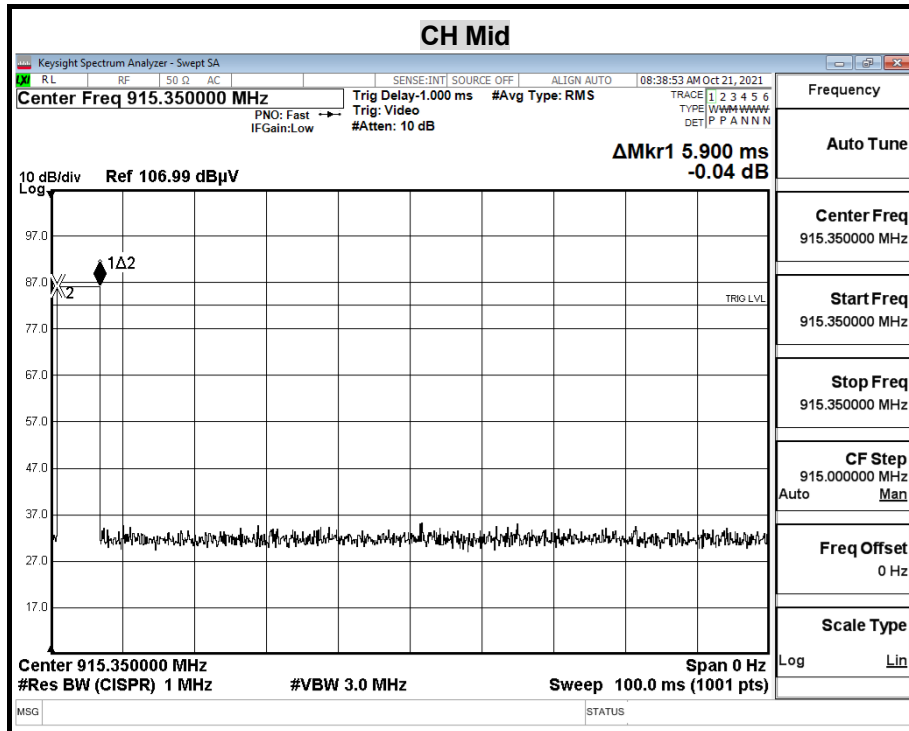 CH Mid
Keysight Spectrum Analyzer - Swept SA
LXI RL RF 50 Ω AC SENSE:INT SOURCE OFF ALIGN AUTO 08:38:53 AM Oct 21, 2021
Center Freq 915.350000 MHz
PNO: Fast
IFGain:Low
Trig Delay-1.000 ms #Avg Type: RMS
Trig: Video
#Atten: 10 dB
TRACE 1 2 3 4 5 6
TYPE WWMWWWW
DET P P A N N N
ΔMkr1 5.900 ms
-0.04 dB
10 dB/div Ref 106.99 dBµV
Log
97.0
87.0
77.0
67.0
57.0
47.0
37.0
27.0
17.0
1Δ2
X2
TRIG LVL
Center 915.350000 MHz Span 0 Hz
#Res BW (CISPR) 1 MHz #VBW 3.0 MHz Sweep 100.0 ms (1001 pts)
MSG STATUS
Frequency
Auto Tune
Center Freq
915.350000 MHz
Start Freq
915.350000 MHz
Stop Freq
915.350000 MHz
CF Step
915.000000 MHz
Auto Man
Freq Offset
0 Hz
Scale Type
Log Lin